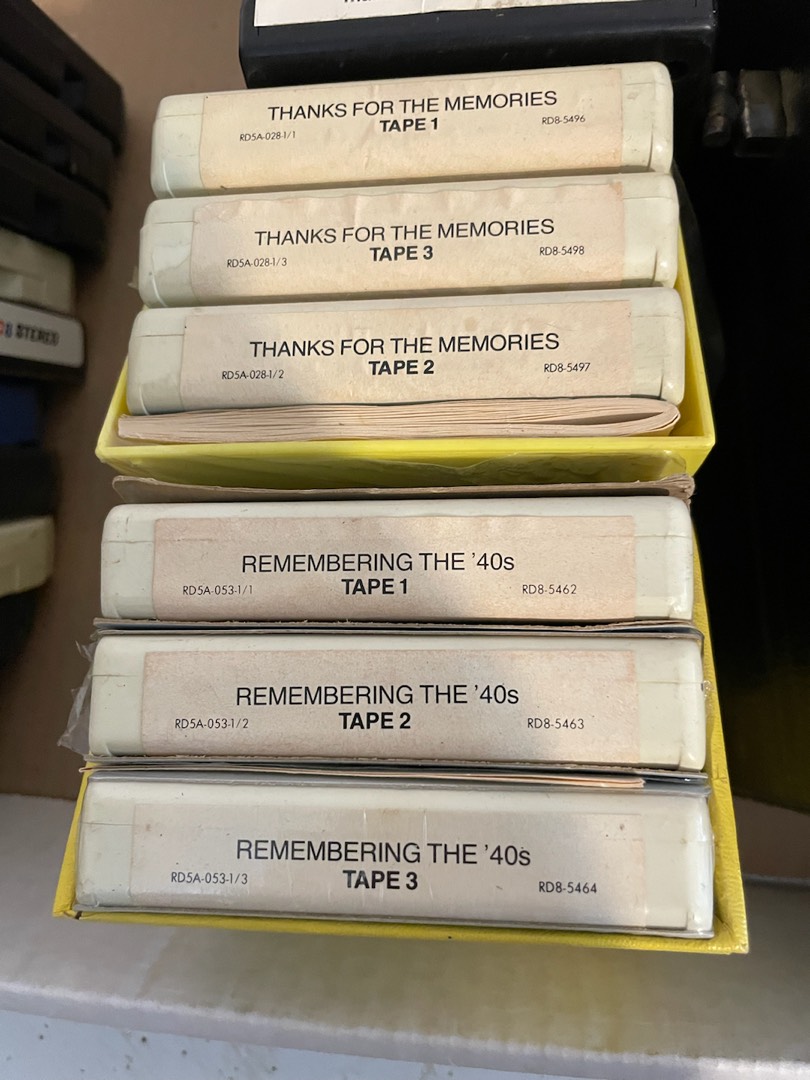 THANKS FOR THE MEMORIES
TAPE 1
RD5A-028-1/1 RD8-5496
THANKS FOR THE MEMORIES
TAPE 3
RD5A-028-1/3 RD8-5498
THANKS FOR THE MEMORIES
TAPE 2
RD5A-028-1/2 RD8-5497
8 STEREO
REMEMBERING THE '40s
TAPE 1
RD5A-053-1/1 RD8-5462
REMEMBERING THE '40s
TAPE 2
RD5A-053-1/2 RD8-5463
REMEMBERING THE '40s
TAPE 3
RD5A-053-1/3 RD8-5464